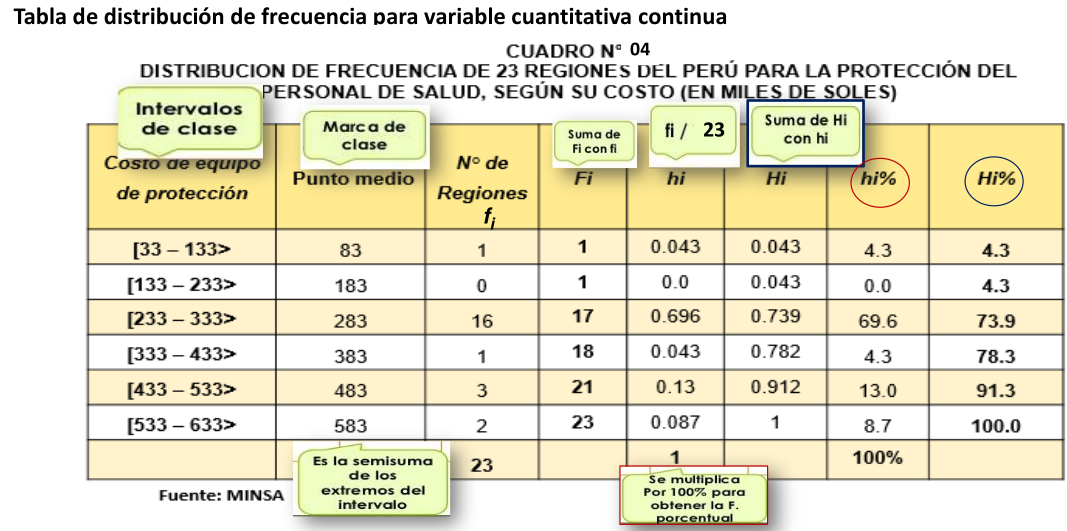 Tabla de distribución de frecuencia para variable cuantitativa continua
CUADRO N° 04
DISTRIBUCION DE FRECUENCIA DE 23 REGIONES DEL PERÚ PARA LA PROTECCIÓN DEL
PERSONAL DE SALUD, SEGÚN SU COSTO (EN MILES DE SOLES)
Intervalos
de clase
Marca de
clase
Suma de
Fi con fi
fi / 23
Suma de Hi
con hi
Costo de equipo
de protección
Punto medio
N° de
Regiones
fi
Fi
hi
Hi
hi%
Hi%
[33 – 133> 83 1 1 0.043 0.043 4.3 4.3
[133 – 233> 183 0 1 0.0 0.043 0.0 4.3
[233 – 333> 283 16 17 0.696 0.739 69.6 73.9
[333 – 433> 383 1 18 0.043 0.782 4.3 78.3
[433 – 533> 483 3 21 0.13 0.912 13.0 91.3
[533 – 633> 583 2 23 0.087 1 8.7 100.0
23 1 100%
Es la semisuma
de los
extremos del
intervalo
Se multiplica
Por 100% para
obtener la F.
porcentual
Fuente: MINSA